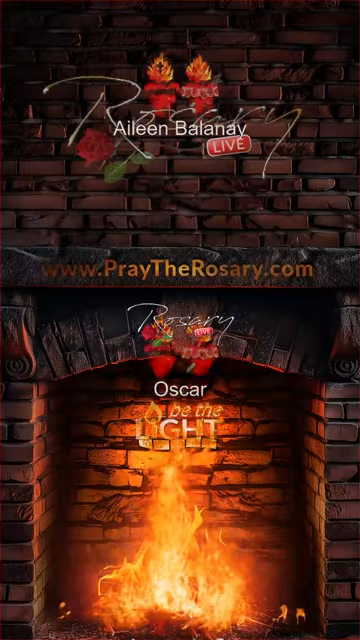 Rosary
Aileen Balanay
LIVE
www.PrayTheRosary.com
Rosary
LIVE
Oscar
be the
LIGHT